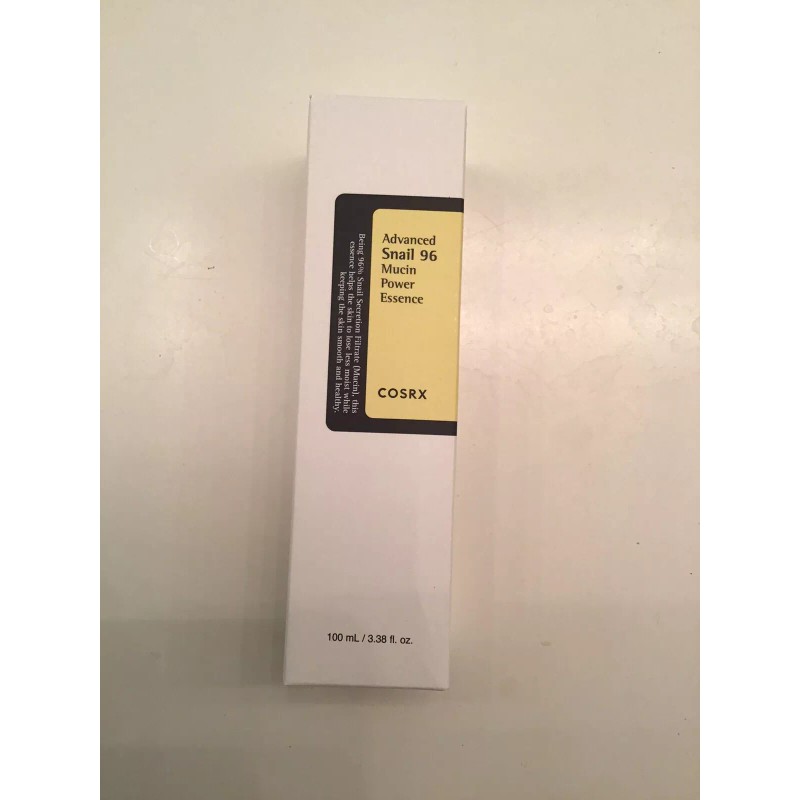 Advanced
Snail 96
Mucin
Power
Essence
COSRX
Being 96% Snail Secretion Filtrate (Mucin), this
essence helps the skin to lose less moist while
keeping the skin smooth and healthy.
100 mL / 3.38 fl. oz.